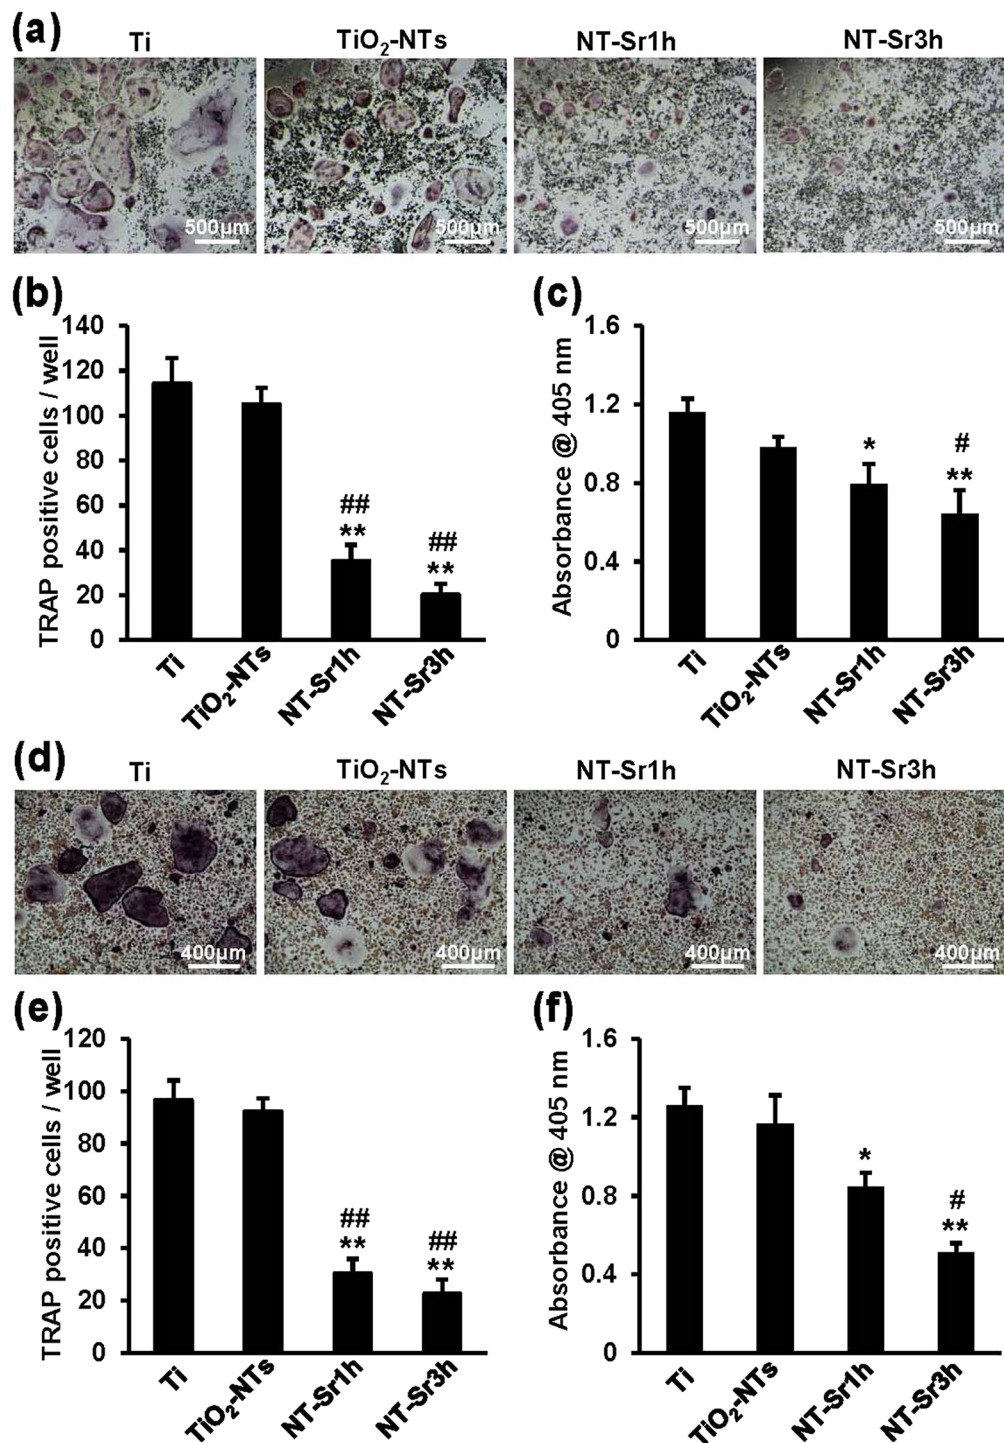 (a)
Ti TiO₂-NTs NT-Sr1h NT-Sr3h
500μm 500μm 500μm 500μm
(b)
TRAP positive cells / well
140
120
100
80
60
40
20
0
##
**
##
**
Ti TiO₂-NTs NT-Sr1h NT-Sr3h
(c)
Absorbance @ 405 nm
1.6
1.2
0.8
0.4
0
*
#
**
Ti TiO₂-NTs NT-Sr1h NT-Sr3h
(d)
Ti TiO₂-NTs NT-Sr1h NT-Sr3h
400μm 400μm 400μm 400μm
(e)
TRAP positive cells / well
120
100
80
60
40
20
0
##
**
##
**
Ti TiO₂-NTs NT-Sr1h NT-Sr3h
(f)
Absorbance @ 405 nm
1.6
1.2
0.8
0.4
0
*
#
**
Ti TiO₂-NTs NT-Sr1h NT-Sr3h